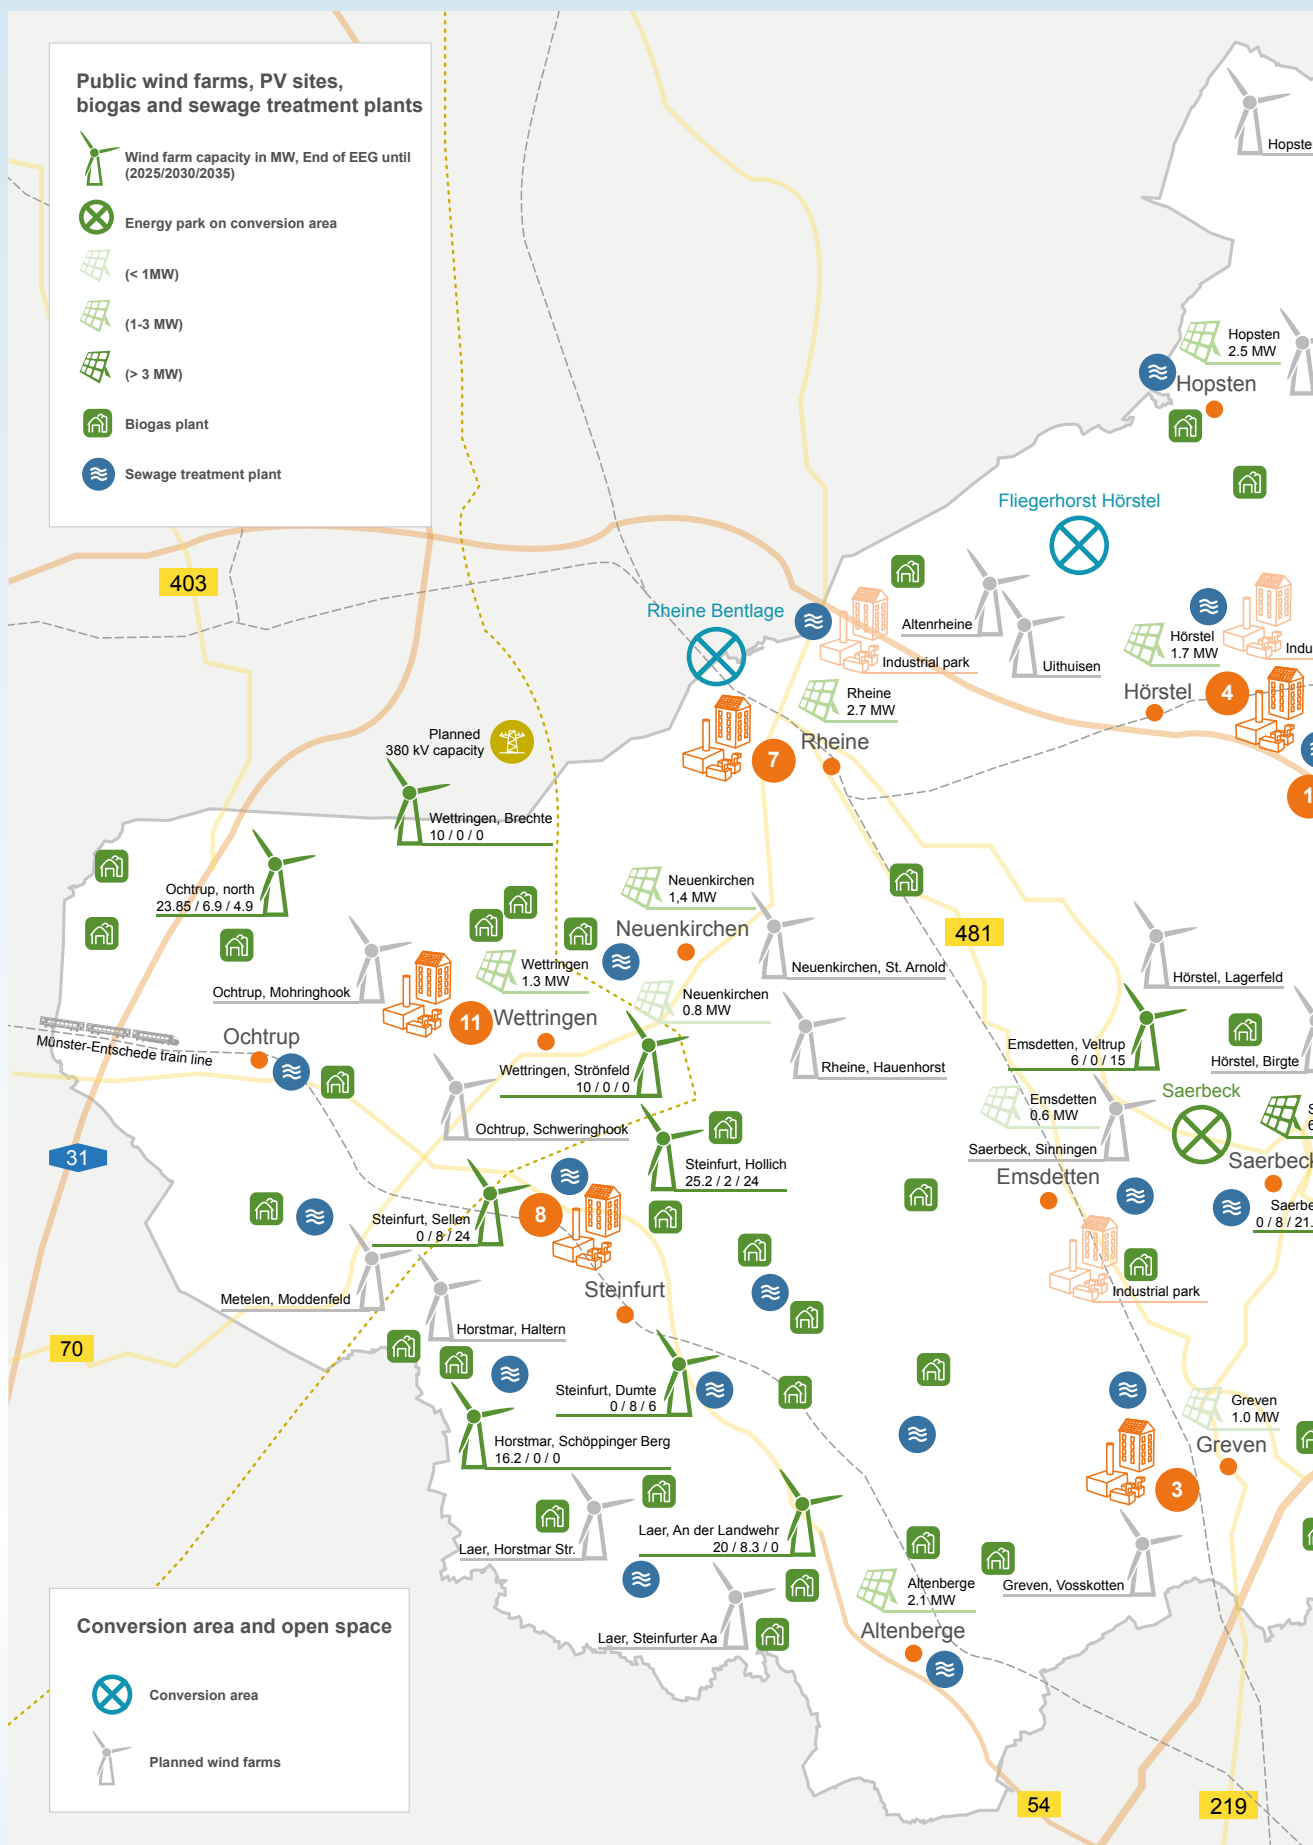 Public wind farms, PV sites,
biogas and sewage treatment plants
Wind farm capacity in MW, End of EEG until
(2025/2030/2035)
Energy park on conversion area
(< 1MW)
(1-3 MW)
(> 3 MW)
Biogas plant
Sewage treatment plant
Hopsten
2.5 MW
Hopsten
Fliegerhorst Hörstel
403
Rheine Bentlage
Altenrheine
Industrial park
Uithuisen
Hörstel
1.7 MW
Rheine
2.7 MW
Hörstel
4
Planned
380 kV capacity
7
Rheine
1
Wettringen, Brechte
10 / 0 / 0
Ochtrup, north
23.85 / 6.9 / 4.9
Neuenkirchen
1,4 MW
Neuenkirchen
481
Wettringen
1.3 MW
Neuenkirchen, St. Arnold
Hörstel, Lagerfeld
Ochtrup, Mohringhook
Neuenkirchen
0.8 MW
11
Wettringen
Münster-Entschede train line
Ochtrup
Emsdetten, Veltrup
6 / 0 / 15
Hörstel, Birgte
Rheine, Hauenhorst
Wettringen, Strönfeld
10 / 0 / 0
Saerbeck
Emsdetten
0.6 MW
Ochtrup, Schweringhook
Saerbeck, Sinningen
31
Steinfurt, Hollich
25.2 / 2 / 24
Saerbeck
Emsdetten
8
Steinfurt, Sellen
0 / 8 / 24
0 / 8 / 21.
Steinfurt
Industrial park
Metelen, Moddenfeld
Horstmar, Haltern
70
Steinfurt, Dumte
0 / 8 / 6
Greven
1.0 MW
Greven
Horstmar, Schöppinger Berg
16.2 / 0 / 0
3
Laer, An der Landwehr
20 / 8.3 / 0
Laer, Horstmar Str.
Altenberge
2.1 MW
Greven, Vosskotten
Laer, Steinfurter Aa
Altenberge
Conversion area and open space
Conversion area
Planned wind farms
54
219